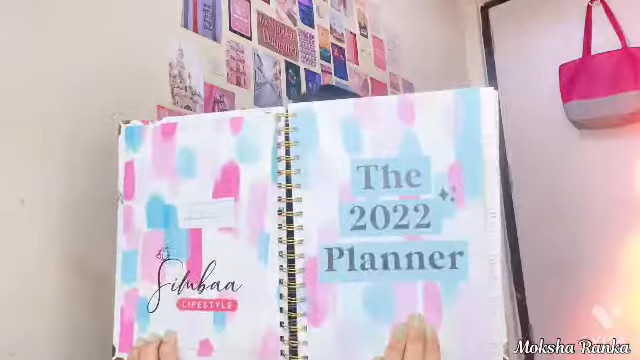 Simbaa
LIFESTYLE
The
2022
Planner
Moksha Ranka